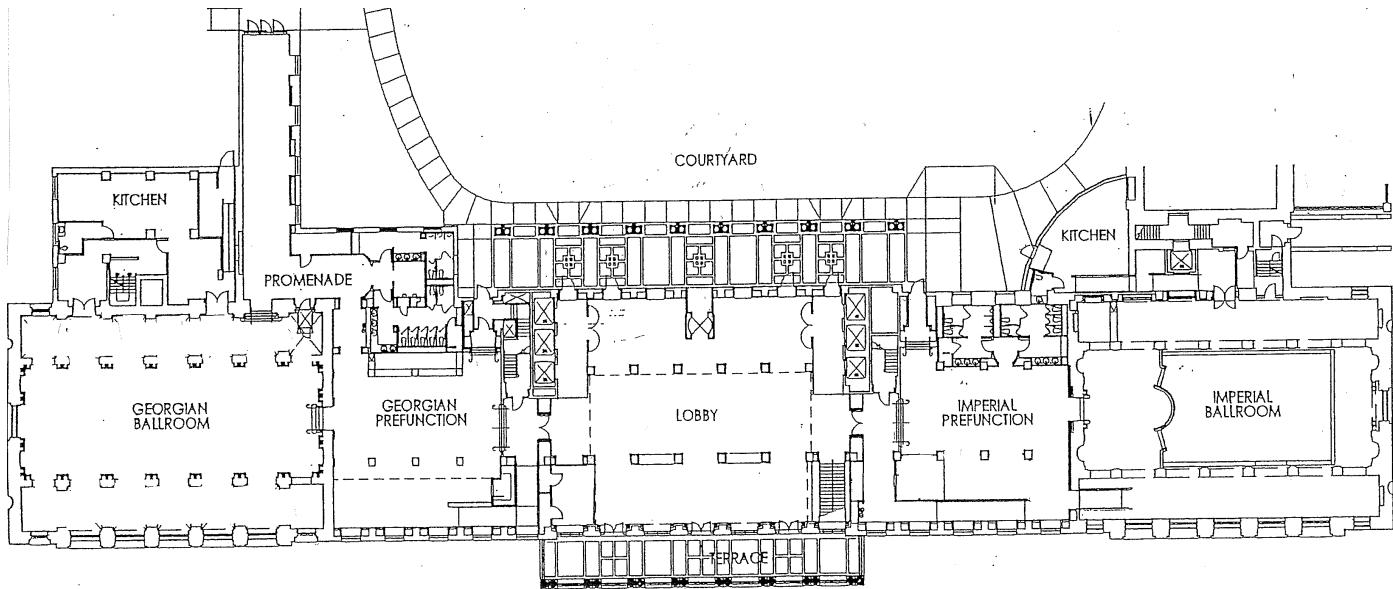 COURTYARD
KITCHEN
KITCHEN
PROMENADE
GEORGIAN
BALLROOM
GEORGIAN
PREFUNCTION
LOBBY
IMPERIAL
PREFUNCTION
IMPERIAL
BALLROOM
TERRACE